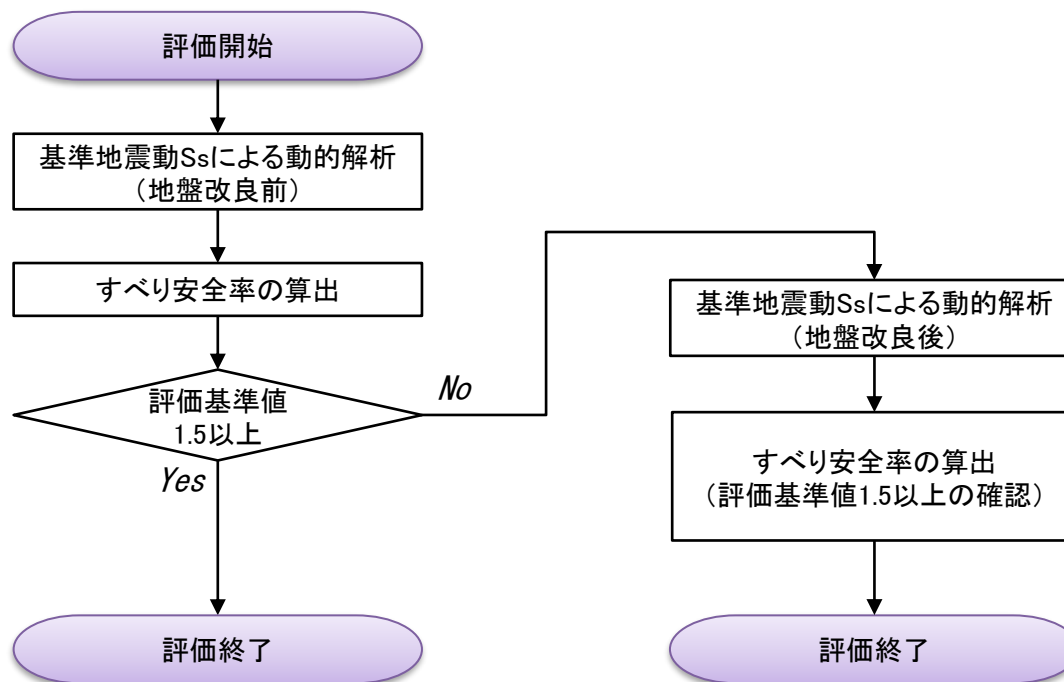 評価開始
基準地震動Ssによる動的解析
（地盤改良前）
すべり安全率の算出
評価基準値
1.5以上
No
Yes
評価終了
基準地震動Ssによる動的解析
（地盤改良後）
すべり安全率の算出
（評価基準値1.5以上の確認）
評価終了